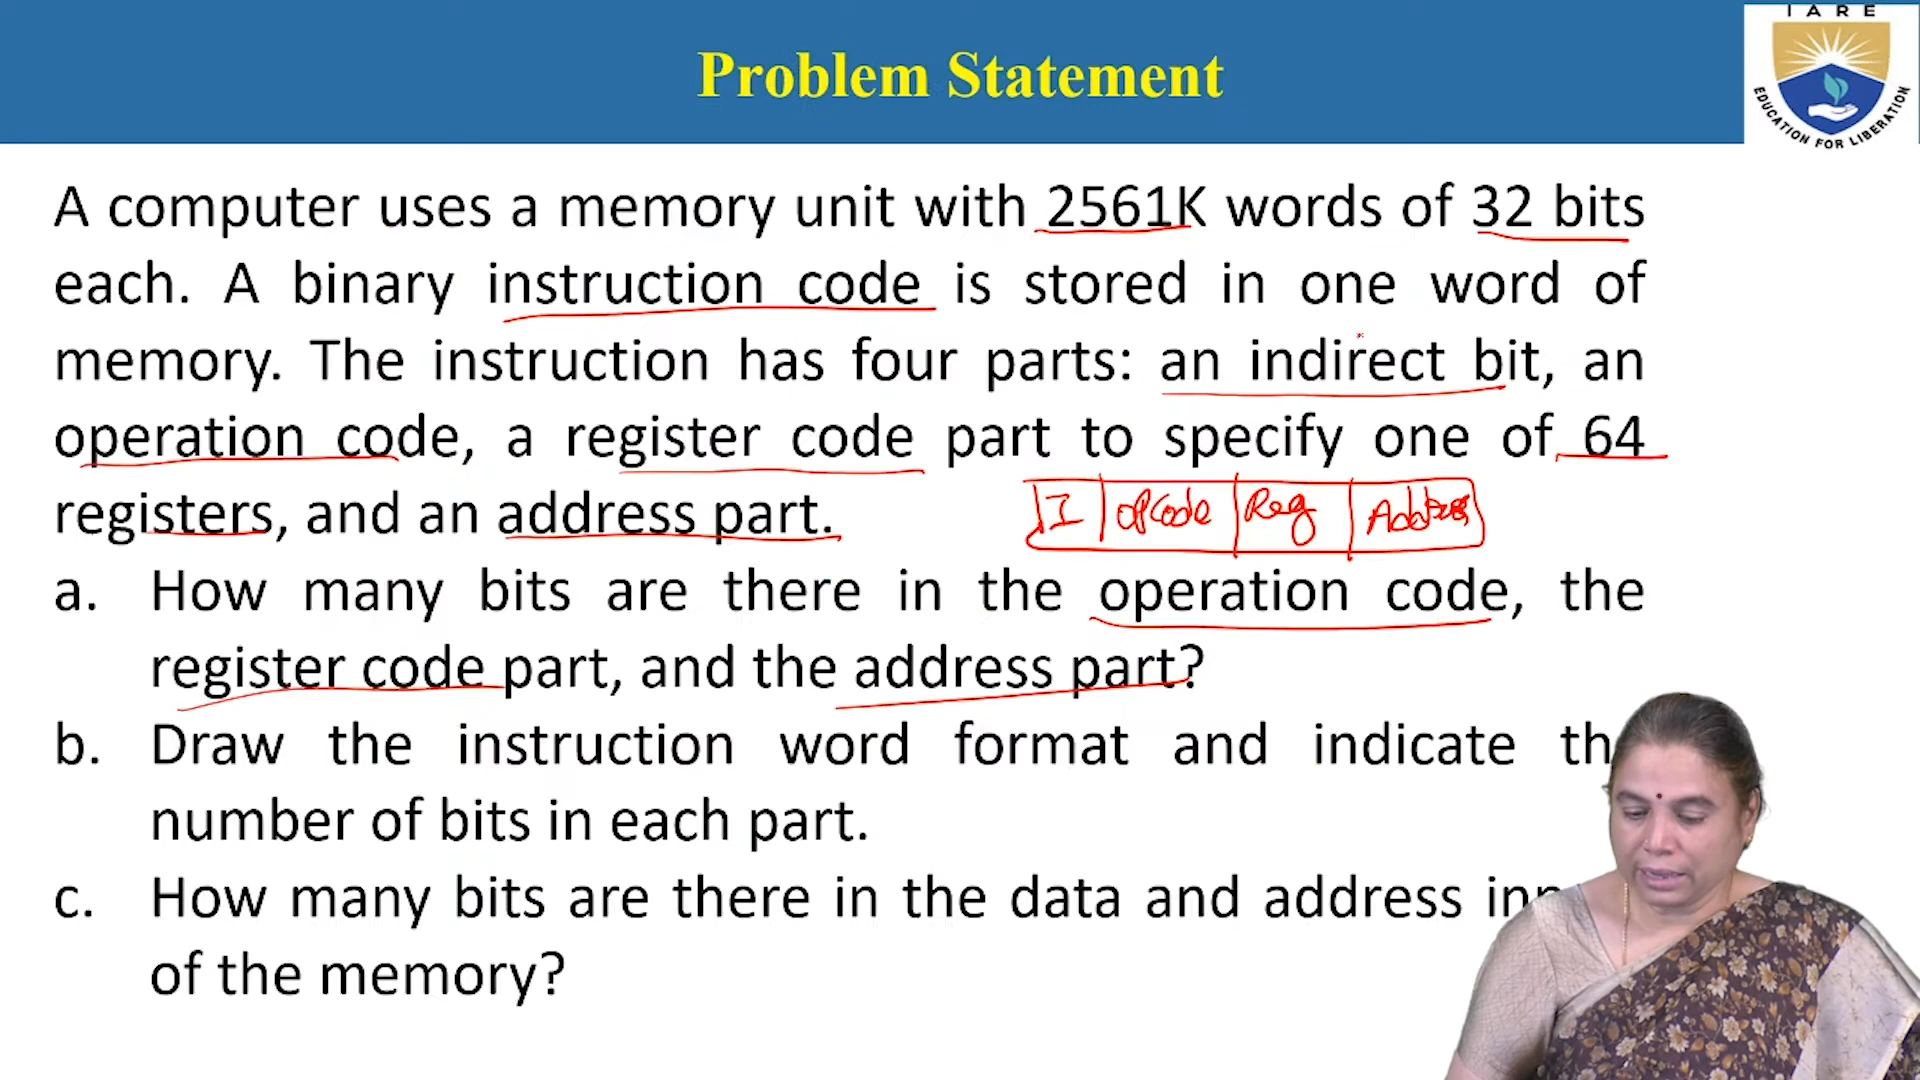 IARE
EDUCATION FOR LIBERATION
Problem Statement
A computer uses a memory unit with 2561K words of 32 bits
each. A binary instruction code is stored in one word of
memory. The instruction has four parts: an indirect bit, an
operation code, a register code part to specify one of 64
registers, and an address part.
I opcode Reg Address
a. How many bits are there in the operation code, the
register code part, and the address part?
b. Draw the instruction word format and indicate
number of bits in each part.
c. How many bits are there in the data and address
of the memory?